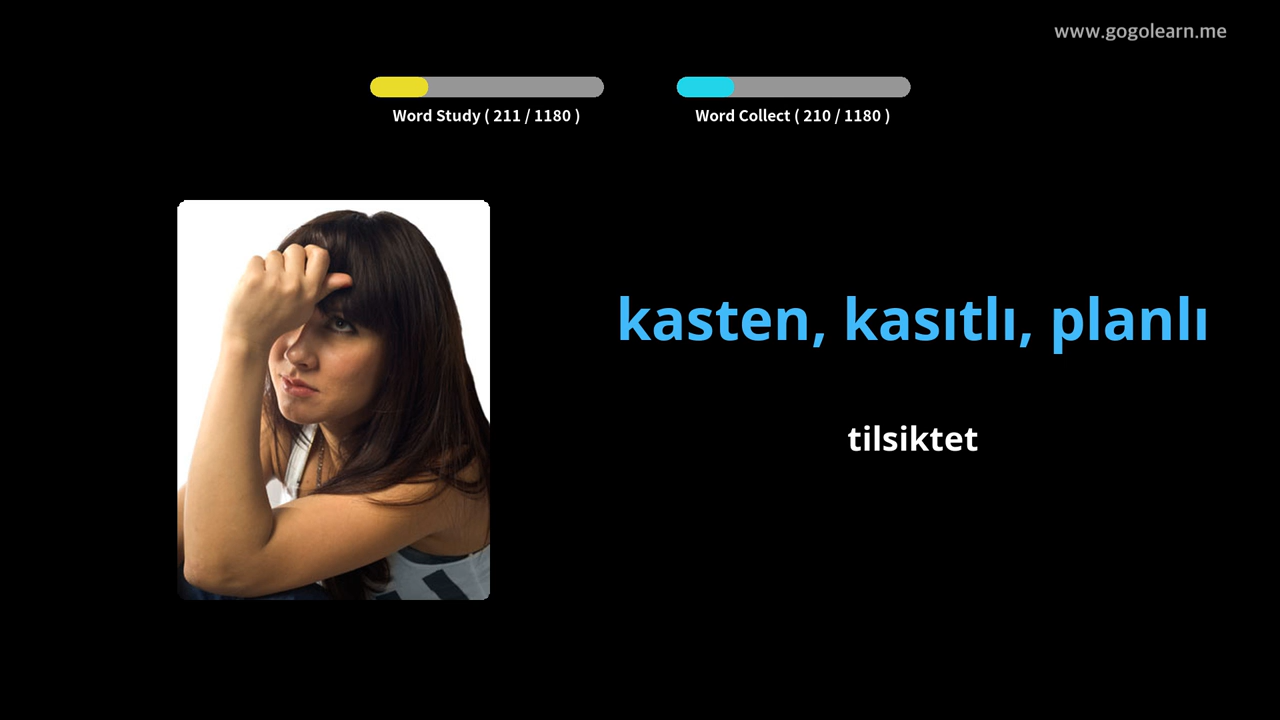 www.gogolearn.me
Word Study ( 211 / 1180 )
Word Collect ( 210 / 1180 )
kasten, kasıtlı, planlı
tilsiktet